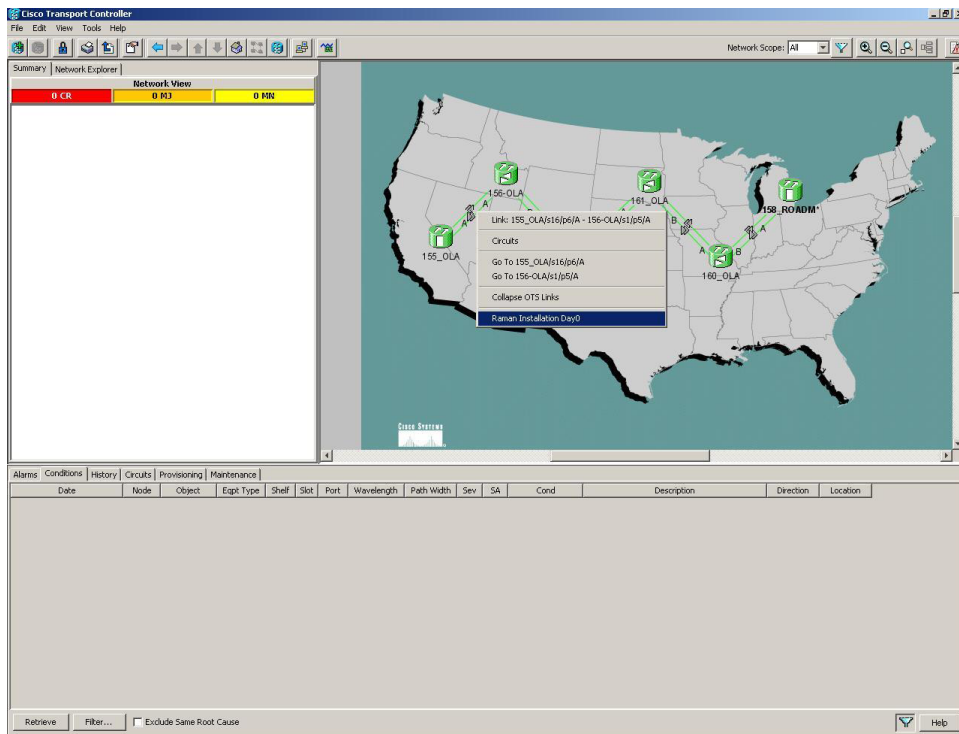 Cisco Transport Controller
File Edit View Tools Help
Network Scope: All
Summary Network Explorer
Network View
0 CR 0 MJ 0 MN
156-OLA
A
A
155_OLA
161_OLA
B
A
160_OLA
B
A
158_ROADM*
Link: 155_OLA/s16/p6/A - 156-OLA/s1/p5/A
Circuits
Go To 155_OLA/s16/p6/A
Go To 156-OLA/s1/p5/A
Collapse OTS Links
Raman Installation Day0
Cisco Systems
Alarms Conditions History Circuits Provisioning Maintenance
Date Node Object Eqpt Type Shelf Slot Port Wavelength Path Width Sev SA Cond Description Direction Location
Retrieve Filter... Exclude Same Root Cause Help